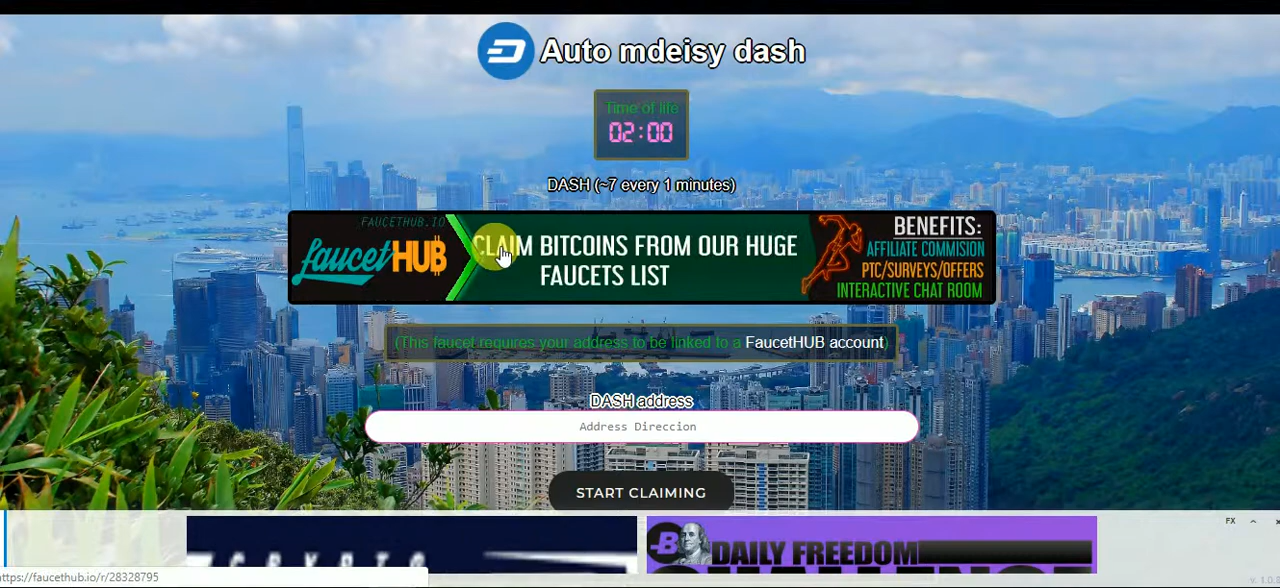 Auto mdeisy dash
Time of life
02:00
DASH (~7 every 1 minutes)
FAUCETHUB.IO
faucetHUB
CLAIM BITCOINS FROM OUR HUGE
FAUCETS LIST
BENEFITS:
AFFILIATE COMMISION
PTC/SURVEYS/OFFERS
INTERACTIVE CHAT ROOM
(This faucet requires your address to be linked to a FaucetHUB account)
DASH address
Address Direccion
START CLAIMING
FX
CRYPTO
DAILY FREEDOM
https://faucethub.io/r/28328795